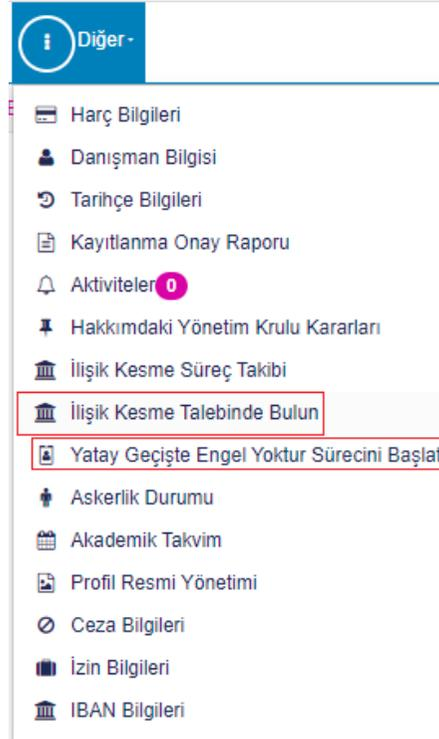 Diğer
Harç Bilgileri
Danışman Bilgisi
Tarihçe Bilgileri
Kayıtlanma Onay Raporu
Aktiviteler 0
Hakkımdaki Yönetim Krulu Kararları
İlişik Kesme Süreç Takibi
İlişik Kesme Talebinde Bulun
Yatay Geçişte Engel Yoktur Sürecini Başlat
Askerlik Durumu
Akademik Takvim
Profil Resmi Yönetimi
Ceza Bilgileri
İzin Bilgileri
IBAN Bilgileri